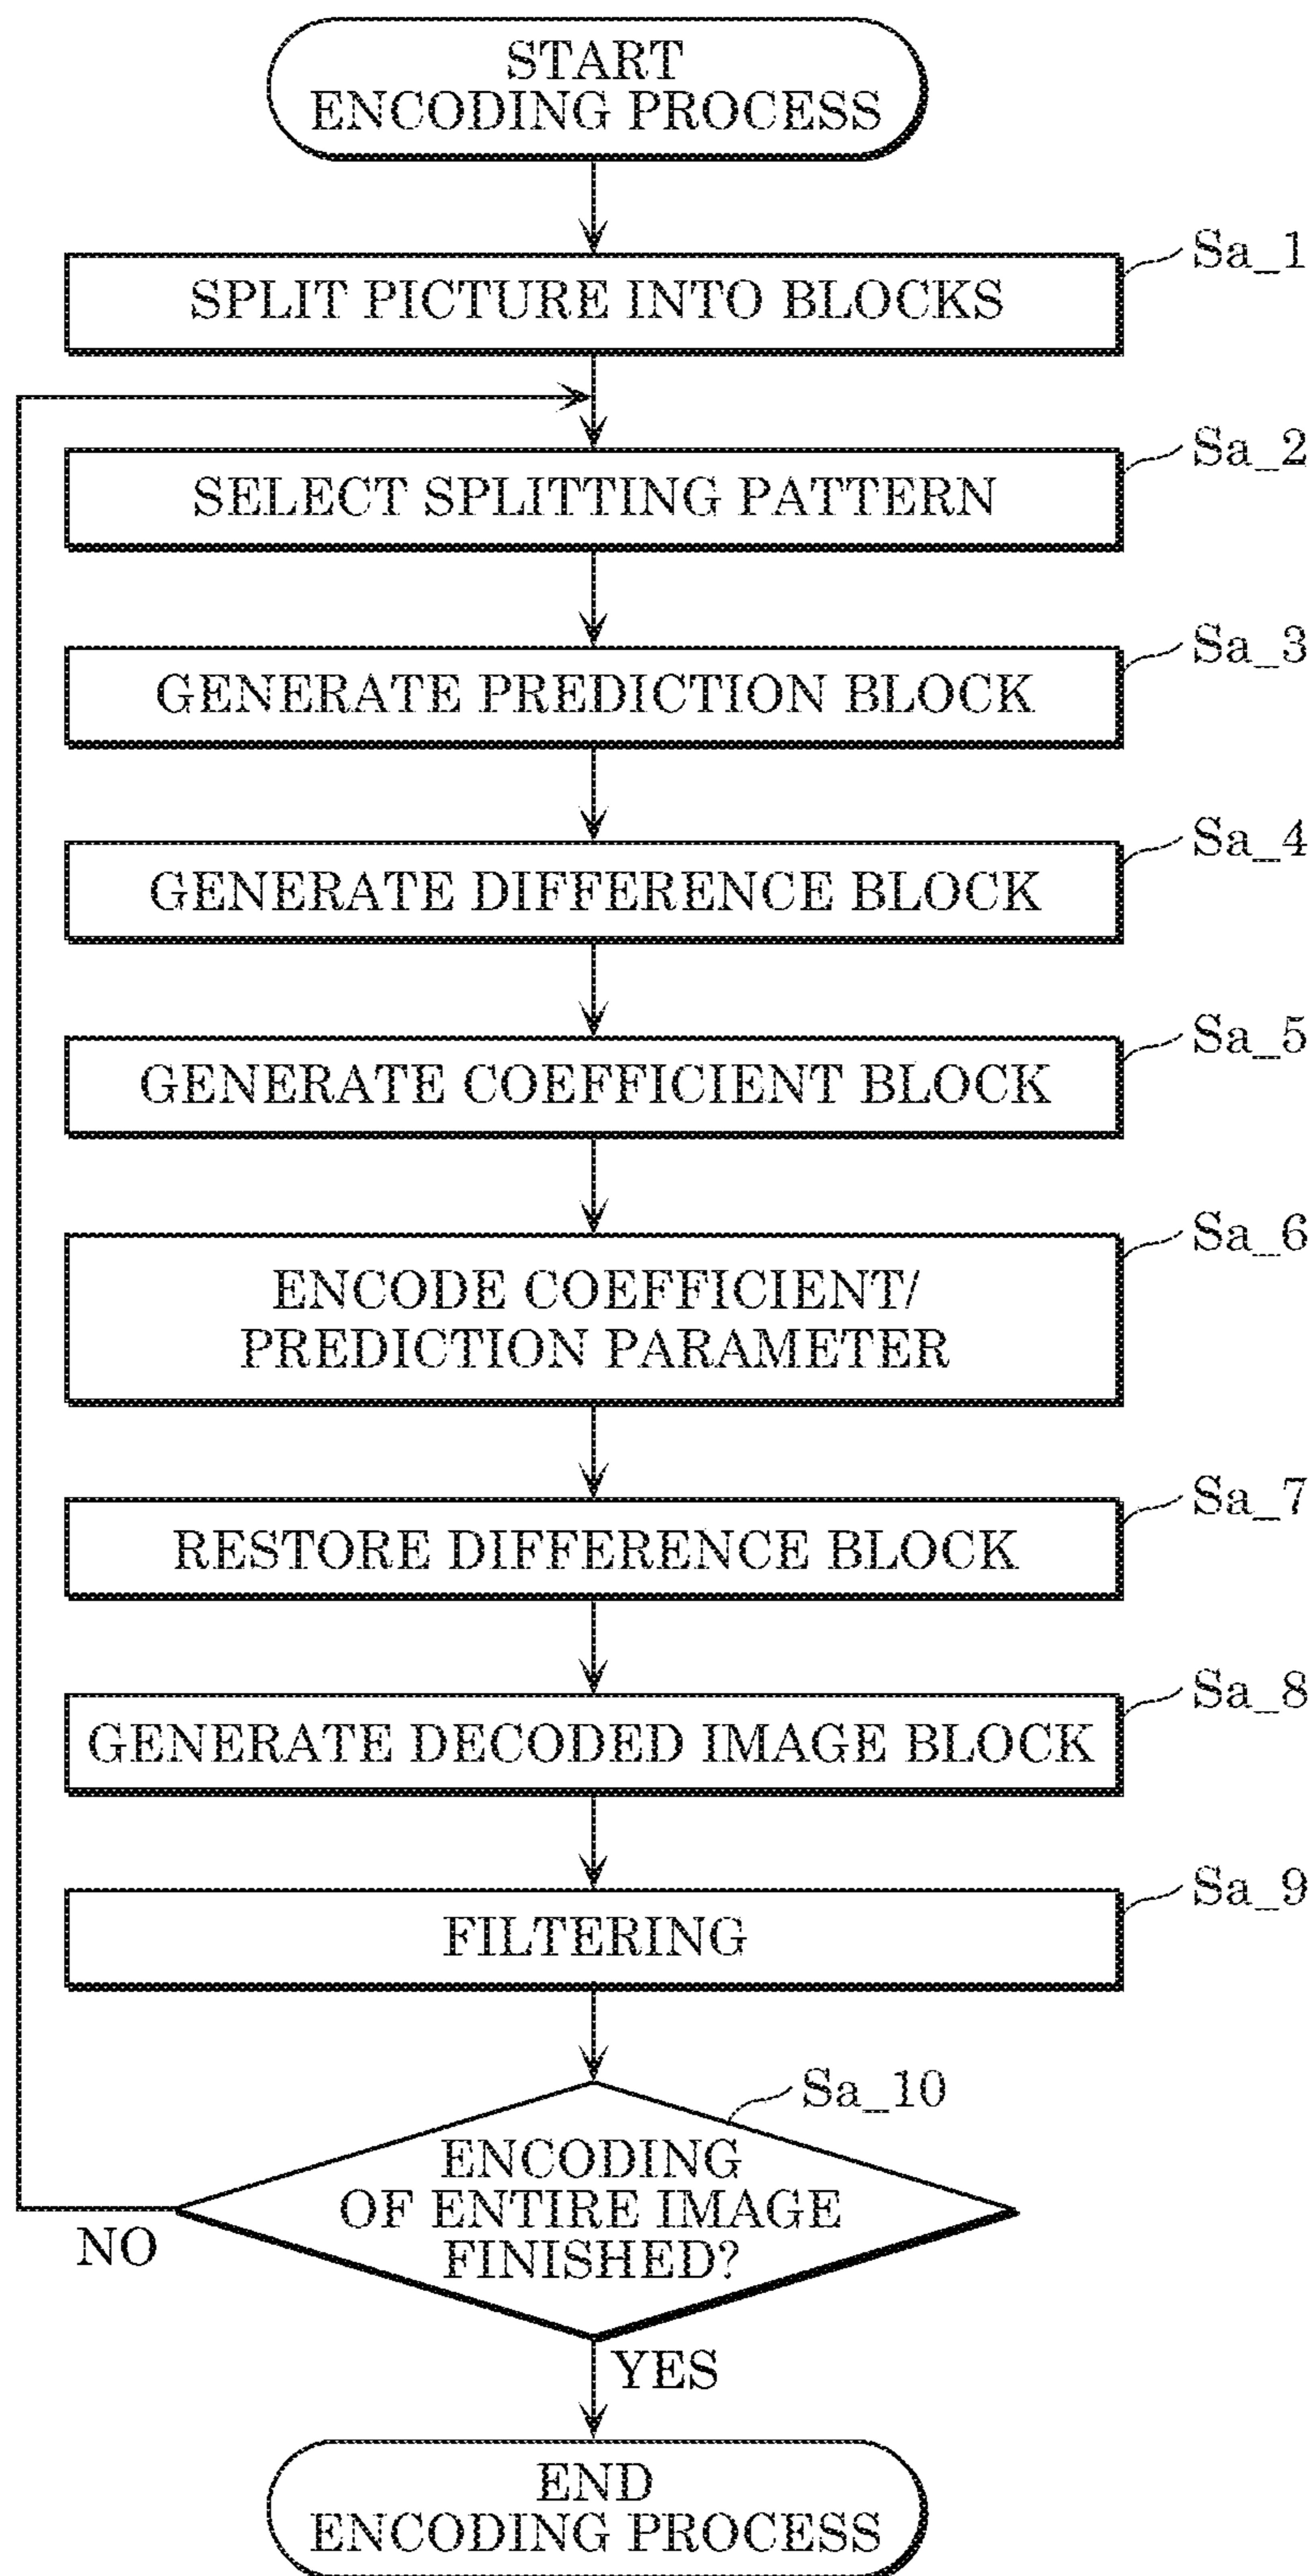 START
ENCODING PROCESS
Sa_1
SPLIT PICTURE INTO BLOCKS
Sa_2
SELECT SPLITTING PATTERN
Sa_3
GENERATE PREDICTION BLOCK
Sa_4
GENERATE DIFFERENCE BLOCK
Sa_5
GENERATE COEFFICIENT BLOCK
Sa_6
ENCODE COEFFICIENT/
PREDICTION PARAMETER
Sa_7
RESTORE DIFFERENCE BLOCK
Sa_8
GENERATE DECODED IMAGE BLOCK
Sa_9
FILTERING
Sa_10
ENCODING
OF ENTIRE IMAGE
FINISHED?
NO
YES
END
ENCODING PROCESS